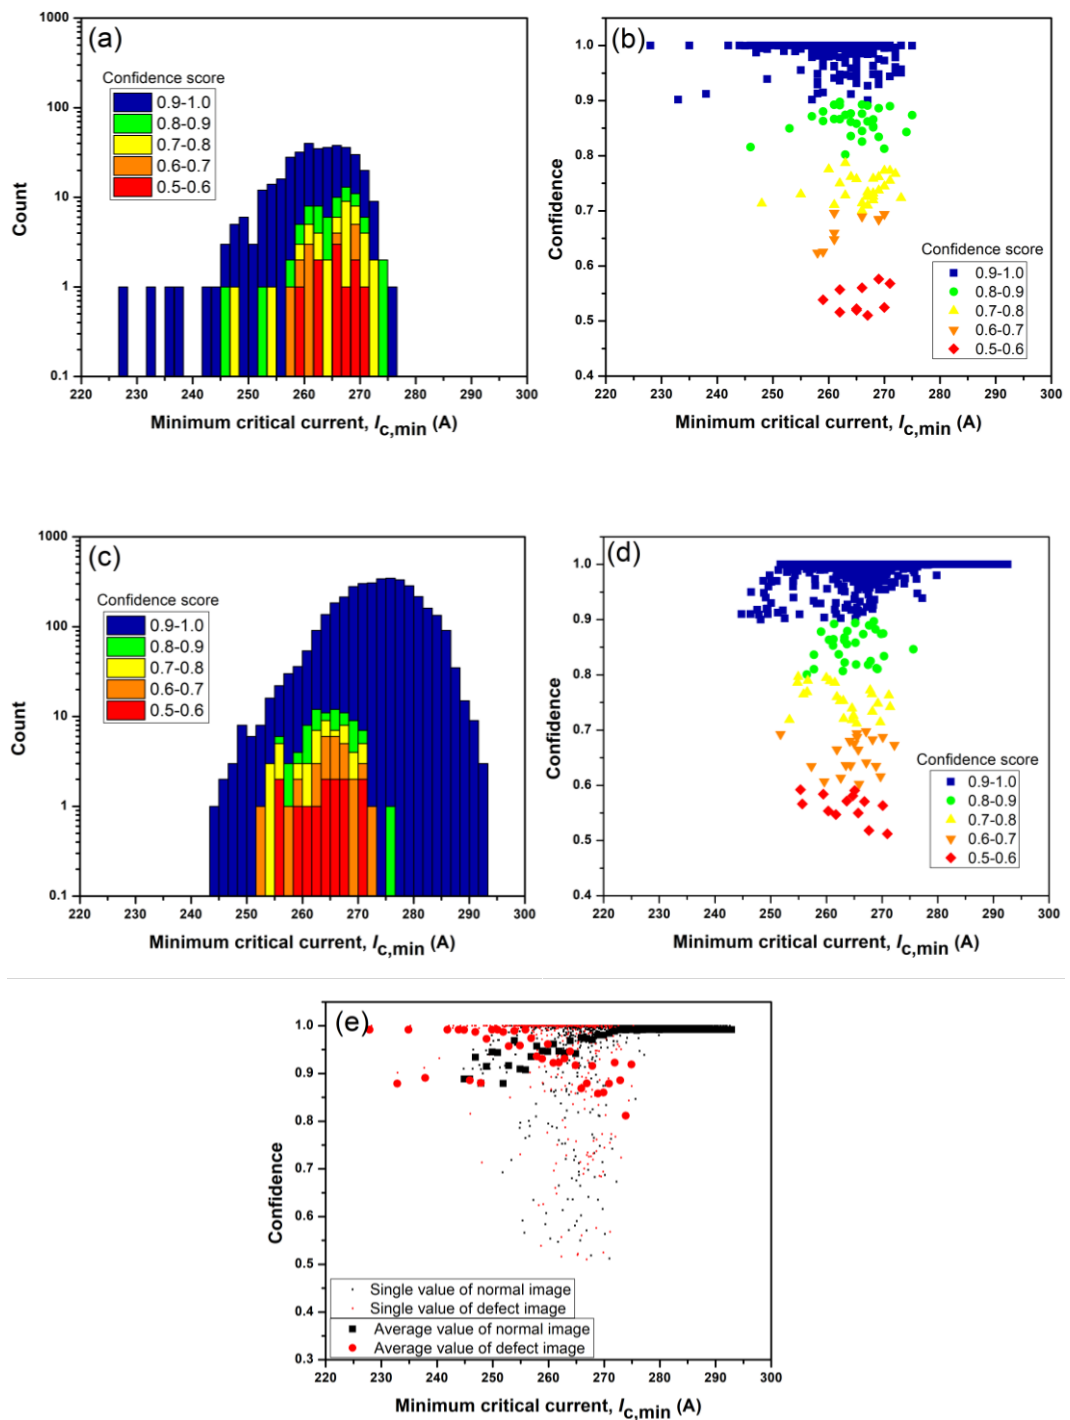 (a)
Confidence score
0.9-1.0
0.8-0.9
0.7-0.8
0.6-0.7
0.5-0.6
1000
100
10
1
0.1
Count
220 230 240 250 260 270 280 290 300
Minimum critical current, Ic,min (A)
(b)
1.0
0.9
0.8
0.7
0.6
0.5
0.4
Confidence
Confidence score
0.9-1.0
0.8-0.9
0.7-0.8
0.6-0.7
0.5-0.6
220 230 240 250 260 270 280 290 300
Minimum critical current, Ic,min (A)
(c)
Confidence score
0.9-1.0
0.8-0.9
0.7-0.8
0.6-0.7
0.5-0.6
1000
100
10
1
0.1
Count
220 230 240 250 260 270 280 290 300
Minimum critical current, Ic,min (A)
(d)
1.0
0.9
0.8
0.7
0.6
0.5
0.4
Confidence
Confidence score
0.9-1.0
0.8-0.9
0.7-0.8
0.6-0.7
0.5-0.6
220 230 240 250 260 270 280 290 300
Minimum critical current, Ic,min (A)
(e)
1.0
0.9
0.8
0.7
0.6
0.5
0.4
0.3
Confidence
Single value of normal image
Single value of defect image
Average value of normal image
Average value of defect image
220 230 240 250 260 270 280 290 300
Minimum critical current, Ic,min (A)